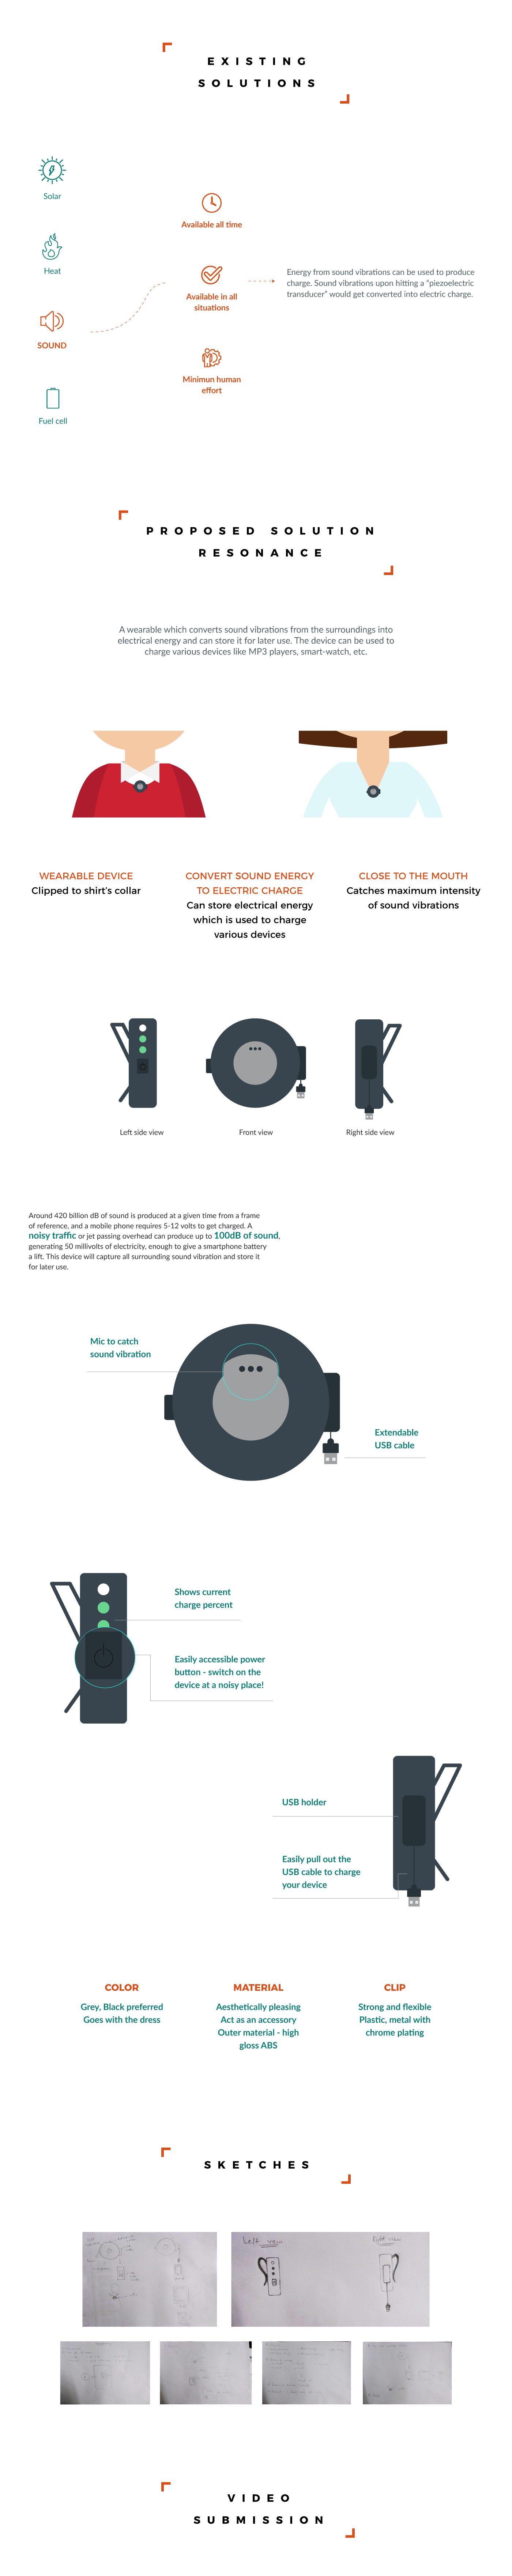 EXISTING
SOLUTIONS
Solar
Heat
SOUND
Fuel cell
Available all time
Available in all
situations
Minimun human
effort
Energy from sound vibrations can be used to produce
charge. Sound vibrations upon hitting a "piezoelectric
transducer" would get converted into electric charge.
PROPOSED SOLUTION
RESONANCE
A wearable which converts sound vibrations from the surroundings into
electrical energy and can store it for later use. The device can be used to
charge various devices like MP3 players, smart-watch, etc.
WEARABLE DEVICE
Clipped to shirt's collar
CONVERT SOUND ENERGY
TO ELECTRIC CHARGE
Can store electrical energy
which is used to charge
various devices
CLOSE TO THE MOUTH
Catches maximum intensity
of sound vibrations
Left side view
Front view
Right side view
Around 420 billion dB of sound is produced at a given time from a frame
of reference, and a mobile phone requires 5-12 volts to get charged. A
noisy traffic or jet passing overhead can produce up to 100dB of sound,
generating 50 millivolts of electricity, enough to give a smartphone battery
a lift. This device will capture all surrounding sound vibration and store it
for later use.
Mic to catch
sound vibration
Extendable
USB cable
Shows current
charge percent
Easily accessible power
button - switch on the
device at a noisy place!
USB holder
Easily pull out the
USB cable to charge
your device
COLOR
Grey, Black preferred
Goes with the dress
MATERIAL
Aesthetically pleasing
Act as an accessory
Outer material - high
gloss ABS
CLIP
Strong and flexible
Plastic, metal with
chrome plating
SKETCHES
Left view
Right view
VIDEO
SUBMISSION